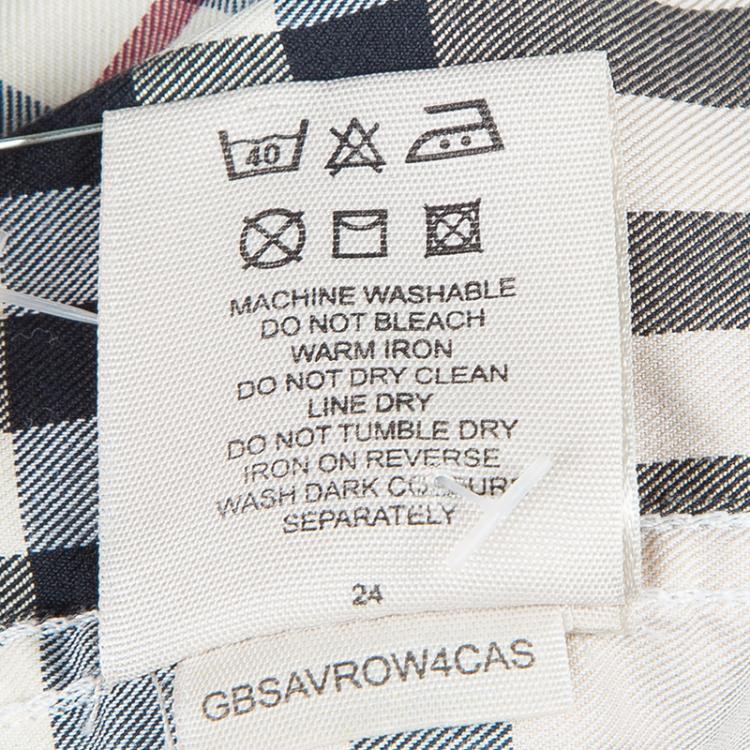 40
MACHINE WASHABLE
DO NOT BLEACH
WARM IRON
DO NOT DRY CLEAN
LINE DRY
DO NOT TUMBLE DRY
IRON ON REVERSE
WASH DARK COLOURS
SEPARATELY
24
GBSAVROW4CAS